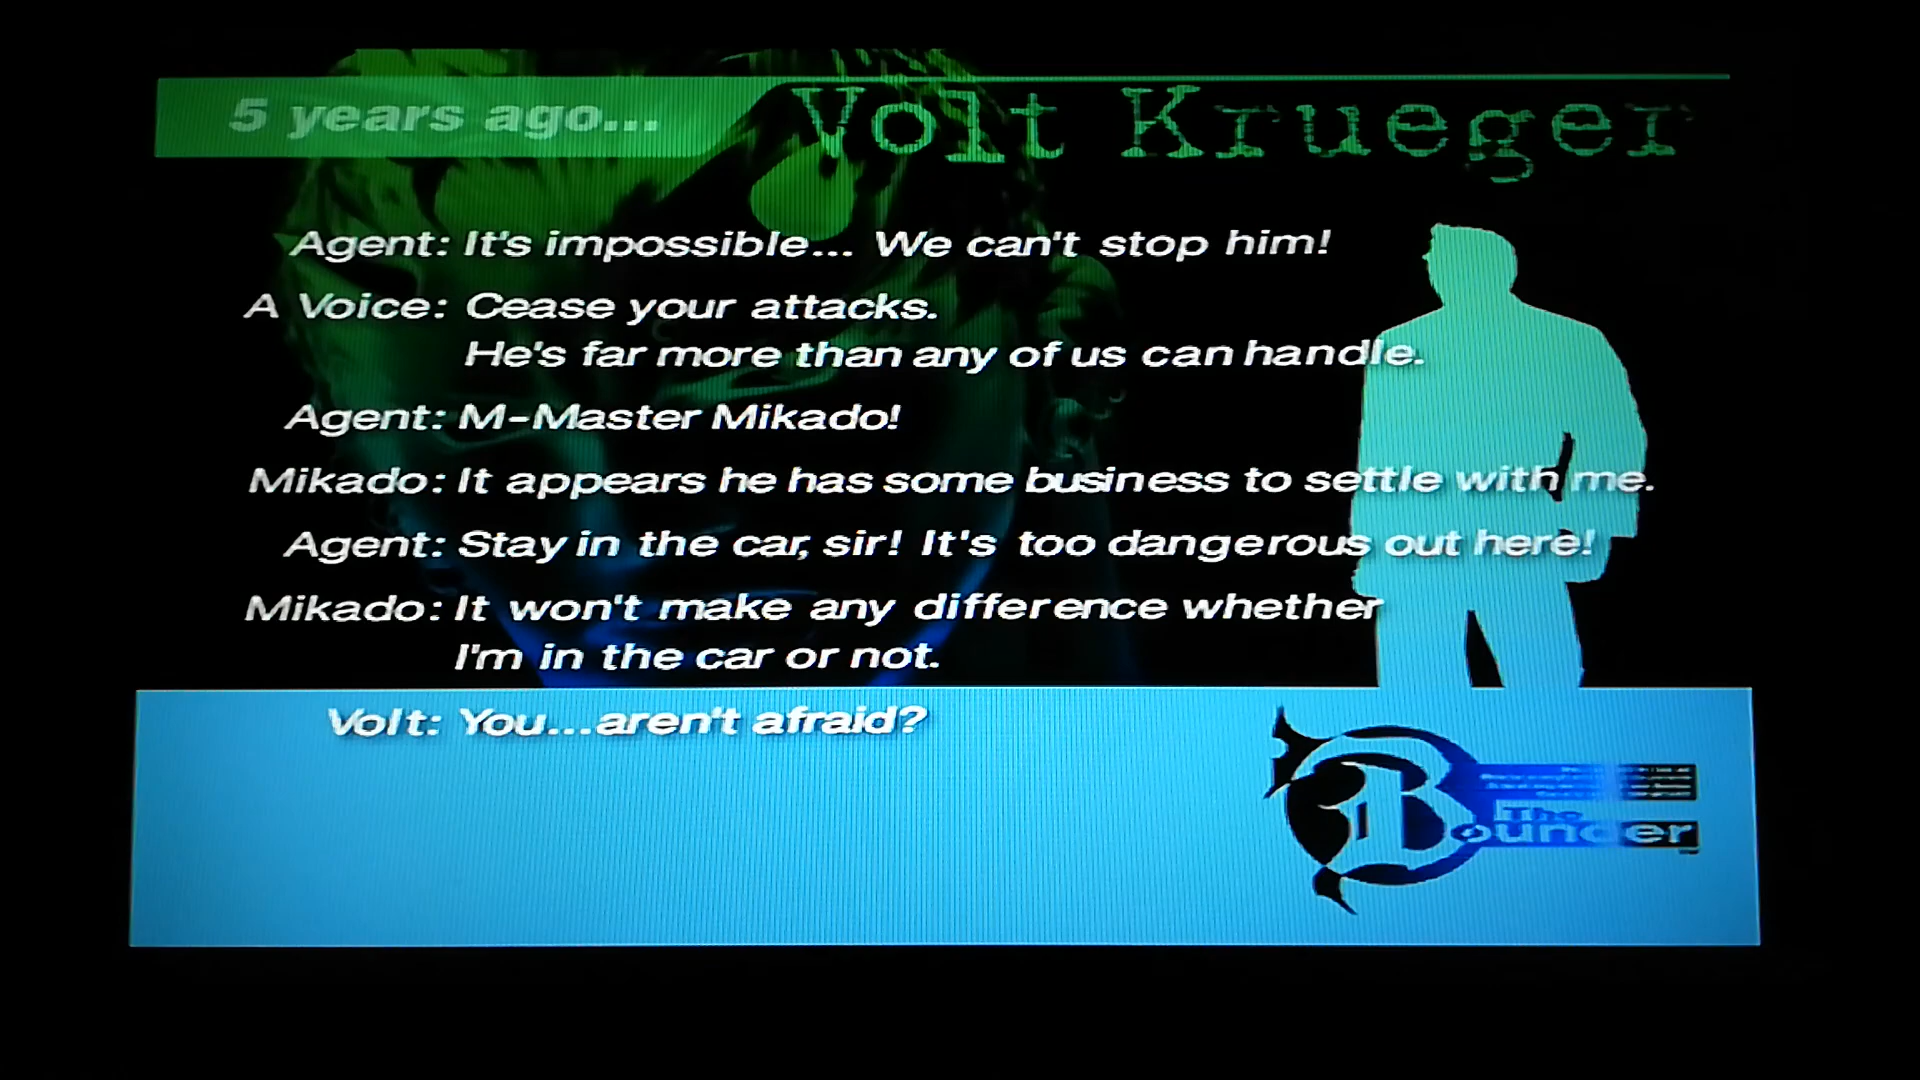 5 years ago...
Volt Krueger
Agent: It's impossible... We can't stop him!
A Voice: Cease your attacks.
He's far more than any of us can handle.
Agent: M-Master Mikado!
Mikado: It appears he has some business to settle with me.
Agent: Stay in the car, sir! It's too dangerous out here!
Mikado: It won't make any difference whether
I'm in the car or not.
Volt: You...aren't afraid?
The
Bouncer